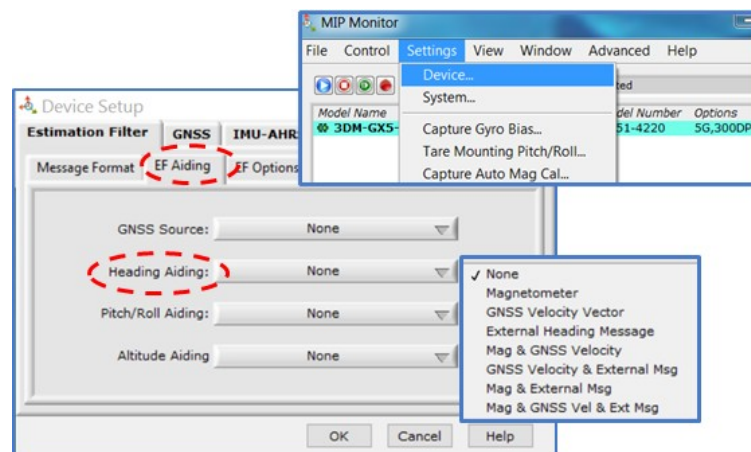 MIP Monitor
File Control Settings View Window Advanced Help
Device...
System...
Capture Gyro Bias...
Tare Mounting Pitch/Roll...
Capture Auto Mag Cal...
ted
Model Name
del Number Options
3DM-GX5-
51-4220 5G,300DP
Device Setup
Estimation Filter GNSS IMU-AHR
Message Format EF Aiding EF Options
GNSS Source: None
Heading Aiding: None
Pitch/Roll Aiding: None
Altitude Aiding None
OK Cancel Help
✓ None
Magnetometer
GNSS Velocity Vector
External Heading Message
Mag & GNSS Velocity
GNSS Velocity & External Msg
Mag & External Msg
Mag & GNSS Vel & Ext Msg